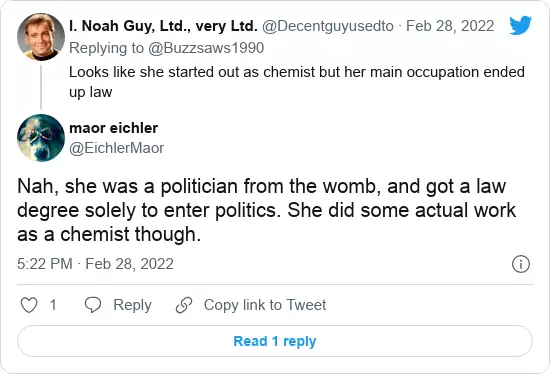 I. Noah Guy, Ltd., very Ltd. @Decentguyusedto · Feb 28, 2022
Replying to @Buzzsaws1990
Looks like she started out as chemist but her main occupation ended
up law
maor eichler
@EichlerMaor
Nah, she was a politician from the womb, and got a law
degree solely to enter politics. She did some actual work
as a chemist though.
5:22 PM · Feb 28, 2022
1 Reply Copy link to Tweet
Read 1 reply